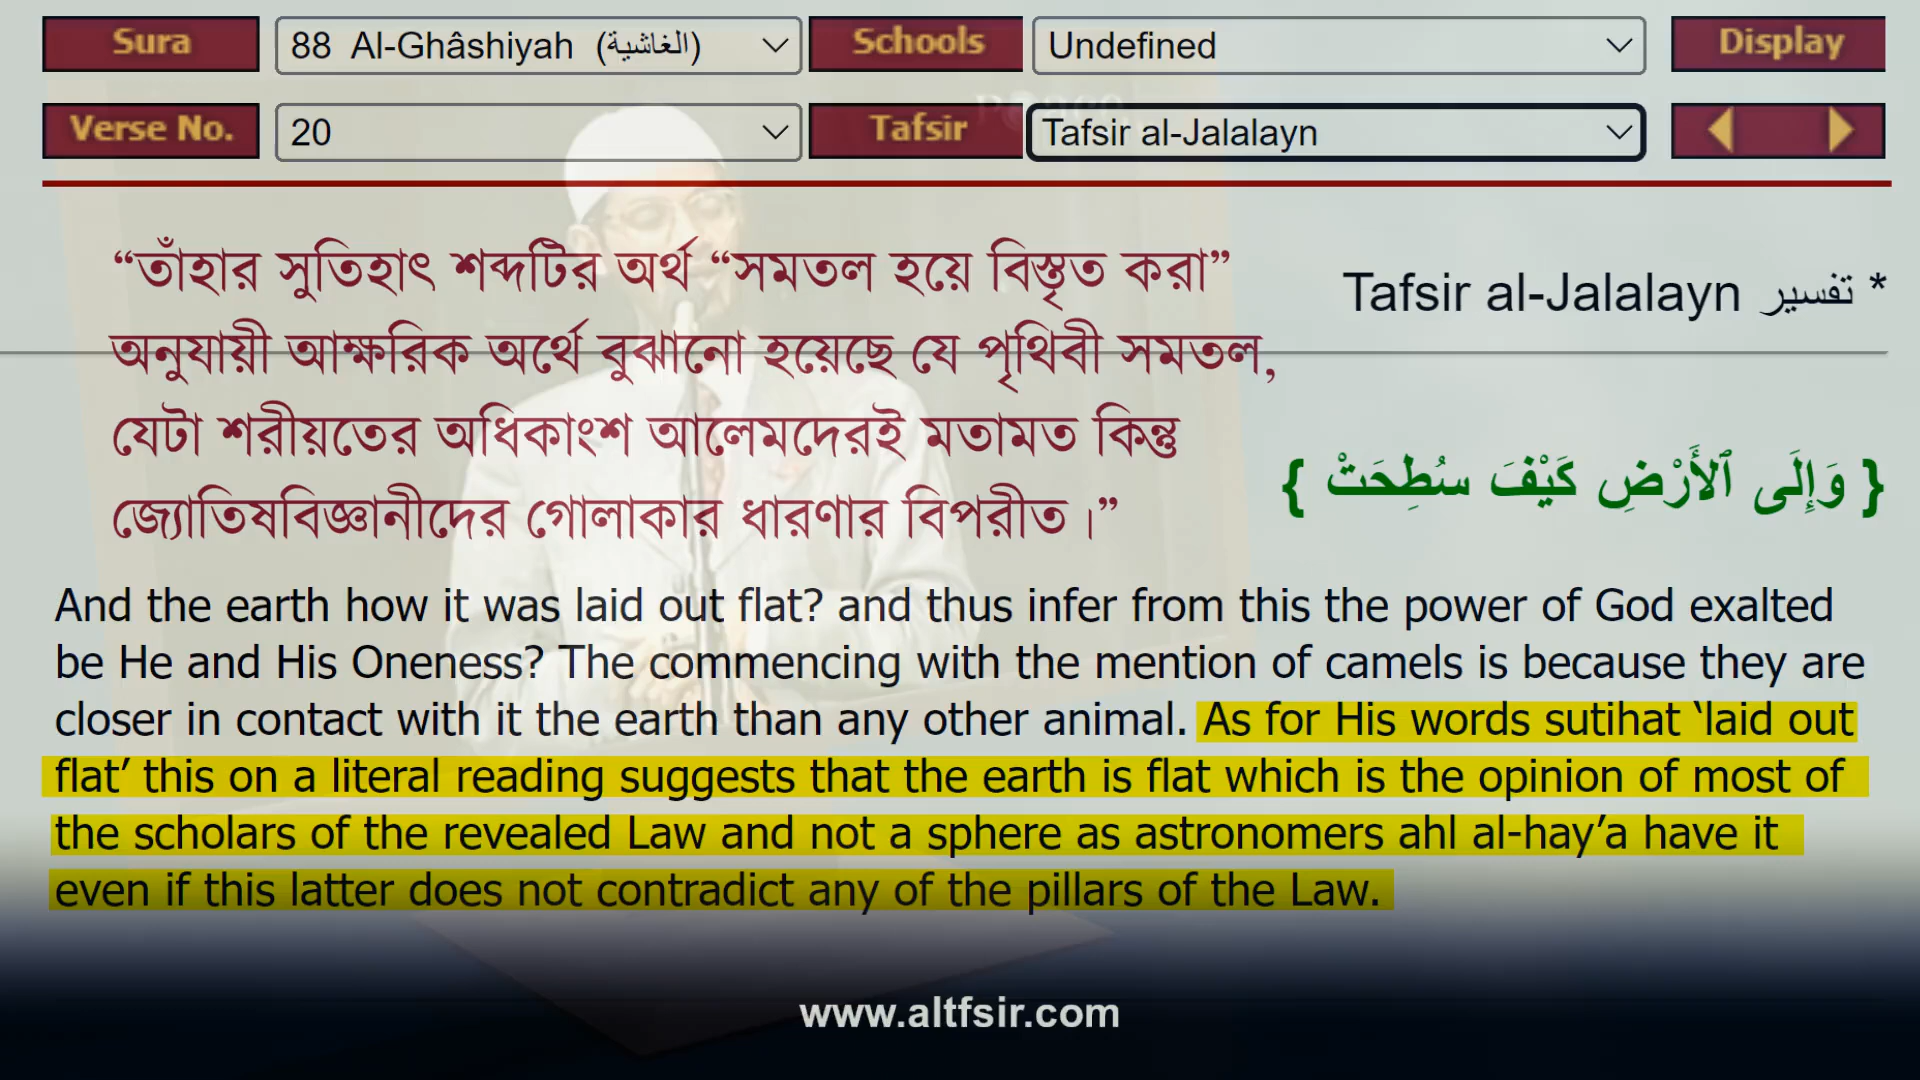 Sura
88 Al-Ghâshiyah (الغاشية)
Schools
Undefined
Display
Verse No.
20
Tafsir
Tafsir al-Jalalayn
“তাঁহার সুতিহাৎ শব্দটির অর্থ “সমতল হয়ে বিস্তৃত করা”
অনুযায়ী আক্ষরিক অর্থে বুঝানো হয়েছে যে পৃথিবী সমতল,
যেটা শরীয়তের অধিকাংশ আলেমদেরই মতামত কিন্তু
জ্যোতিষবিজ্ঞানীদের গোলাকার ধারণার বিপরীত।”
* تفسير Tafsir al-Jalalayn
{ وَإِلَى ٱلأَرْضِ كَيْفَ سُطِحَتْ }
And the earth how it was laid out flat? and thus infer from this the power of God exalted
be He and His Oneness? The commencing with the mention of camels is because they are
closer in contact with it the earth than any other animal. As for His words sutihat ‘laid out
flat’ this on a literal reading suggests that the earth is flat which is the opinion of most of
the scholars of the revealed Law and not a sphere as astronomers ahl al-hay’a have it
even if this latter does not contradict any of the pillars of the Law.
www.altfsir.com